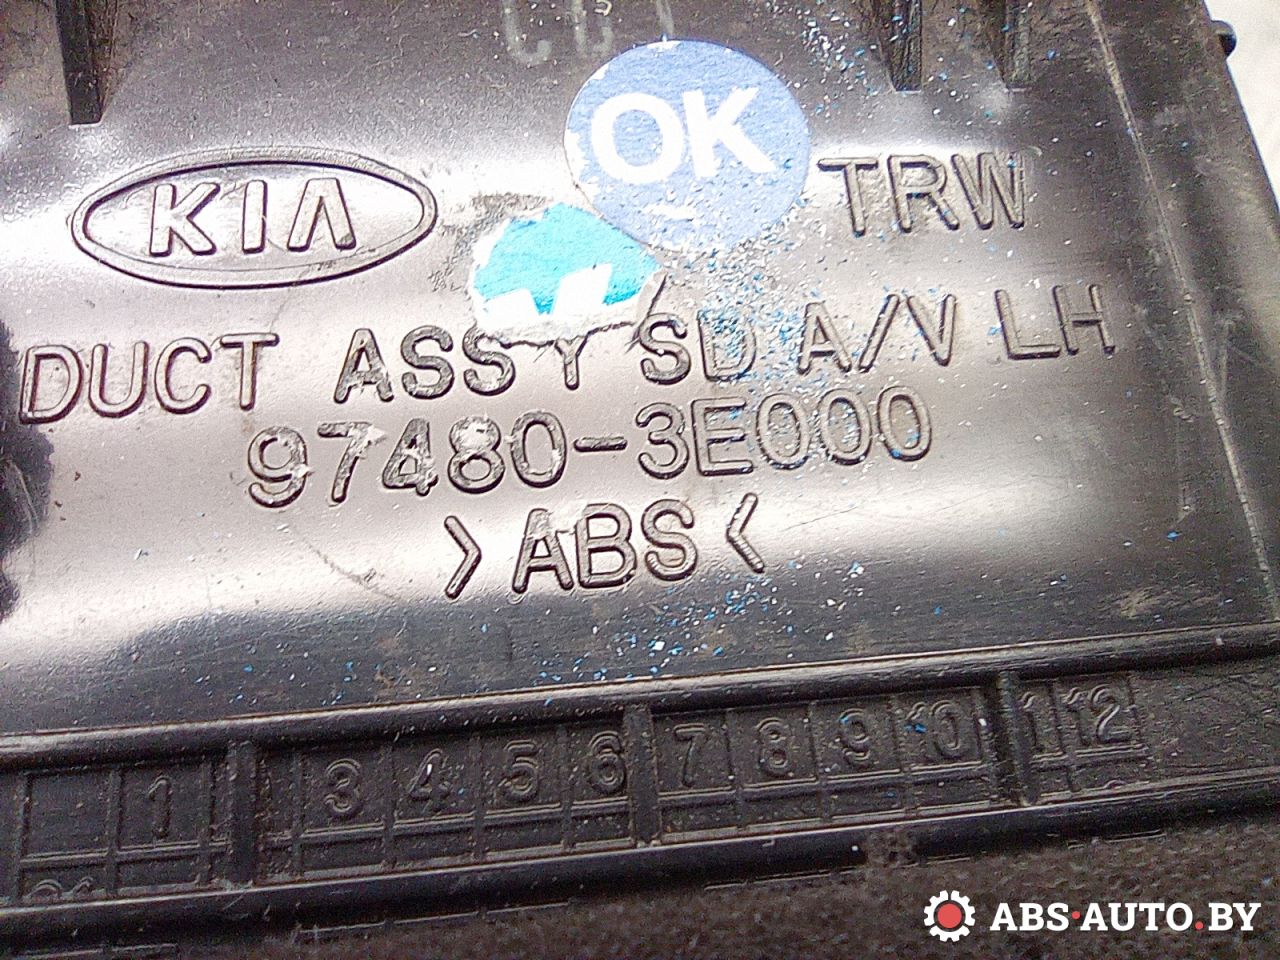 OK
KIA TRW
DUCT ASSY SD A/V LH
97480-3E000
>ABS<
1 3 4 5 6 7 8 9 10 11 12
ABS·AUTO.BY